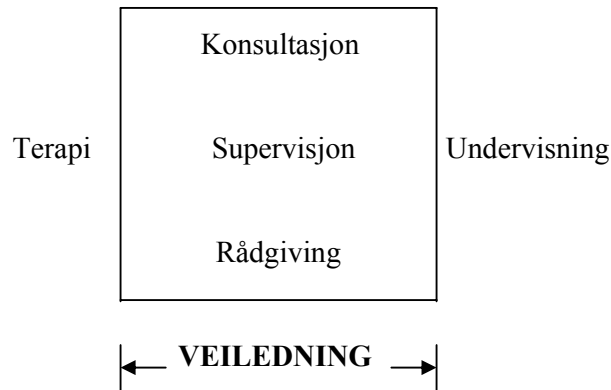 Konsultasjon
Terapi Supervisjon Undervisning
Rådgiving
VEILEDNING